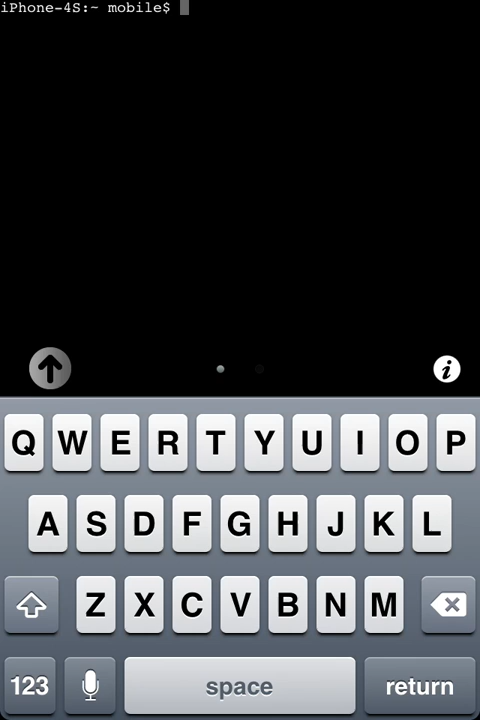 iPhone-4S:~ mobile$
i
Q W E R T Y U I O P
A S D F G H J K L
Z X C V B N M
123 space return